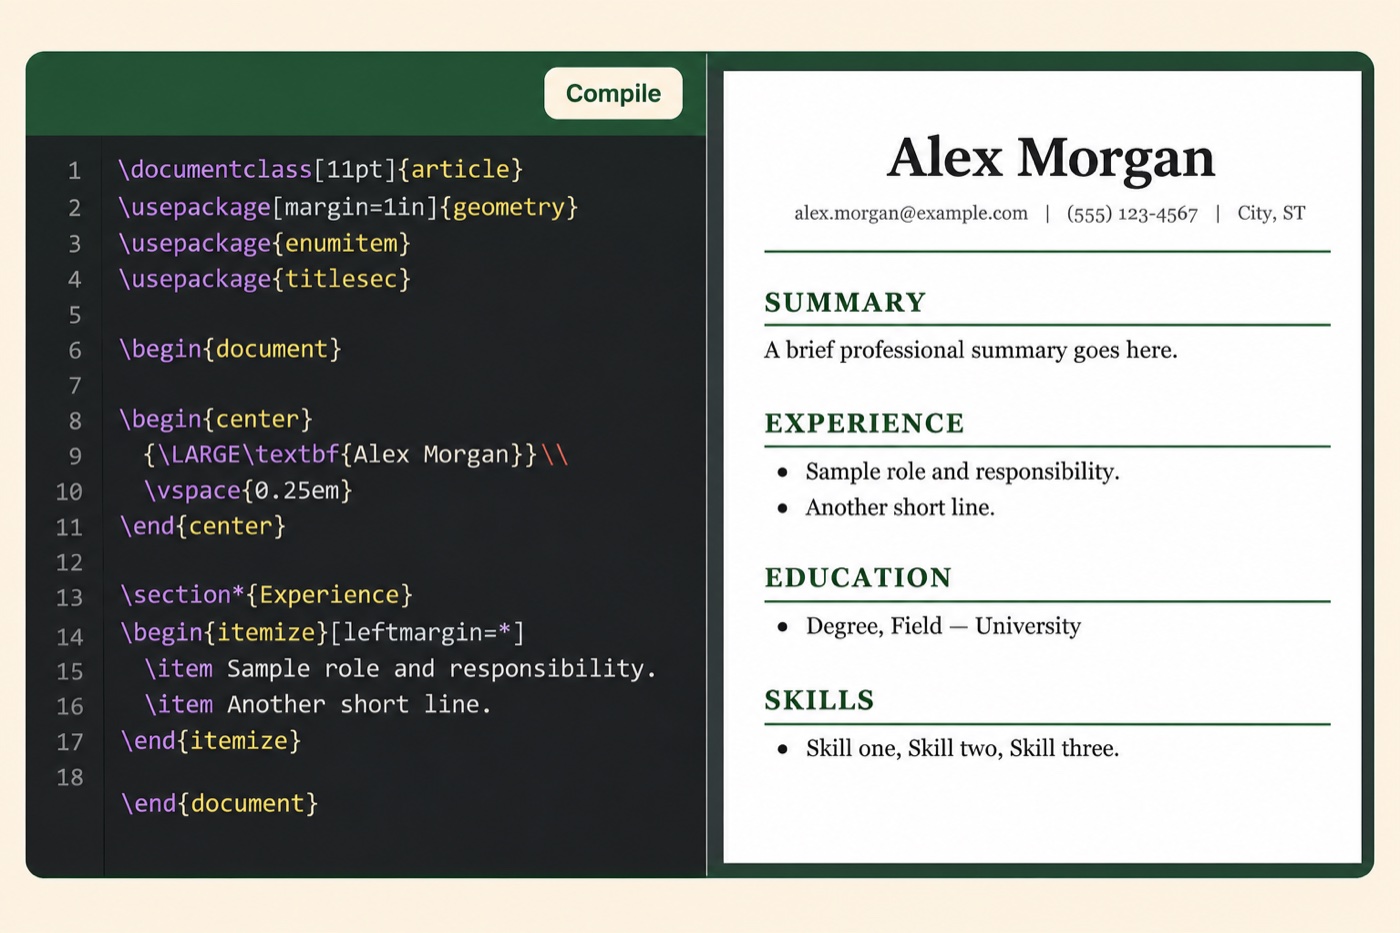 Compile
1 \documentclass[11pt]{article}
2 \usepackage[margin=1in]{geometry}
3 \usepackage{enumitem}
4 \usepackage{titlesec}
5
6 \begin{document}
7
8 \begin{center}
9 {\LARGE\textbf{Alex Morgan}}\\
10 \vspace{0.25em}
11 \end{center}
12
13 \section*{Experience}
14 \begin{itemize}[leftmargin=*]
15 \item Sample role and responsibility.
16 \item Another short line.
17 \end{itemize}
18
\end{document}
Alex Morgan
alex.morgan@example.com | (555) 123-4567 | City, ST
SUMMARY
A brief professional summary goes here.
EXPERIENCE
• Sample role and responsibility.
• Another short line.
EDUCATION
• Degree, Field — University
SKILLS
• Skill one, Skill two, Skill three.